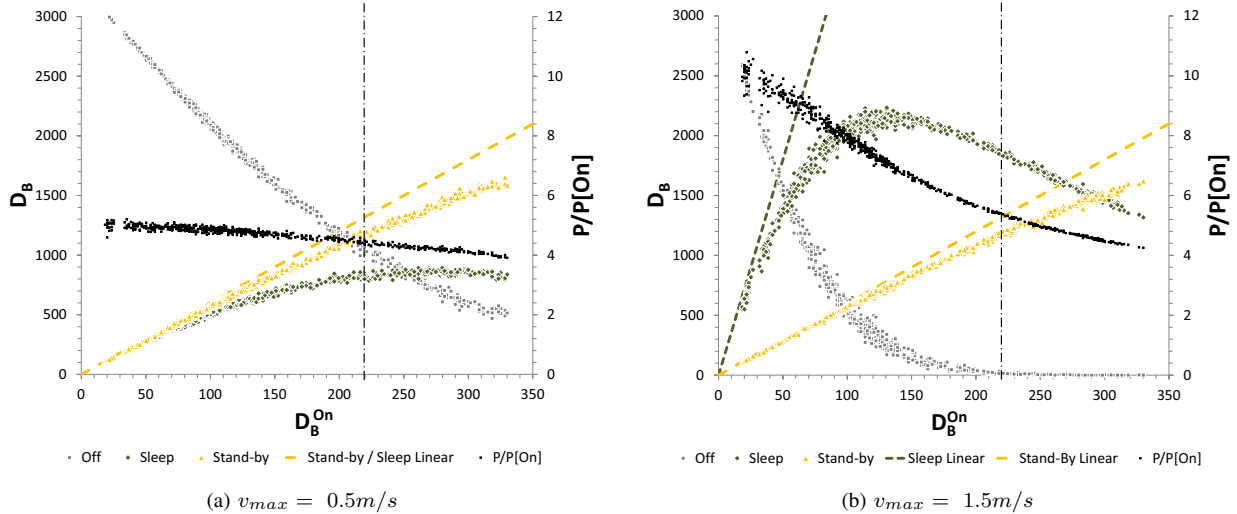 3000
2500
2000
1500
1000
500
0
D_B
12
10
8
6
4
2
0
P/P[On]
0 50 100 150 200 250 300 350
D_B^On
Off Sleep Stand-by Stand-by / Sleep Linear P/P[On]
(a) v_max = 0.5m/s
3000
2500
2000
1500
1000
500
0
D_B
12
10
8
6
4
2
0
P/P[On]
0 50 100 150 200 250 300 350
D_B^On
Off Sleep Stand-by Sleep Linear Stand-By Linear P/P[On]
(b) v_max = 1.5m/s